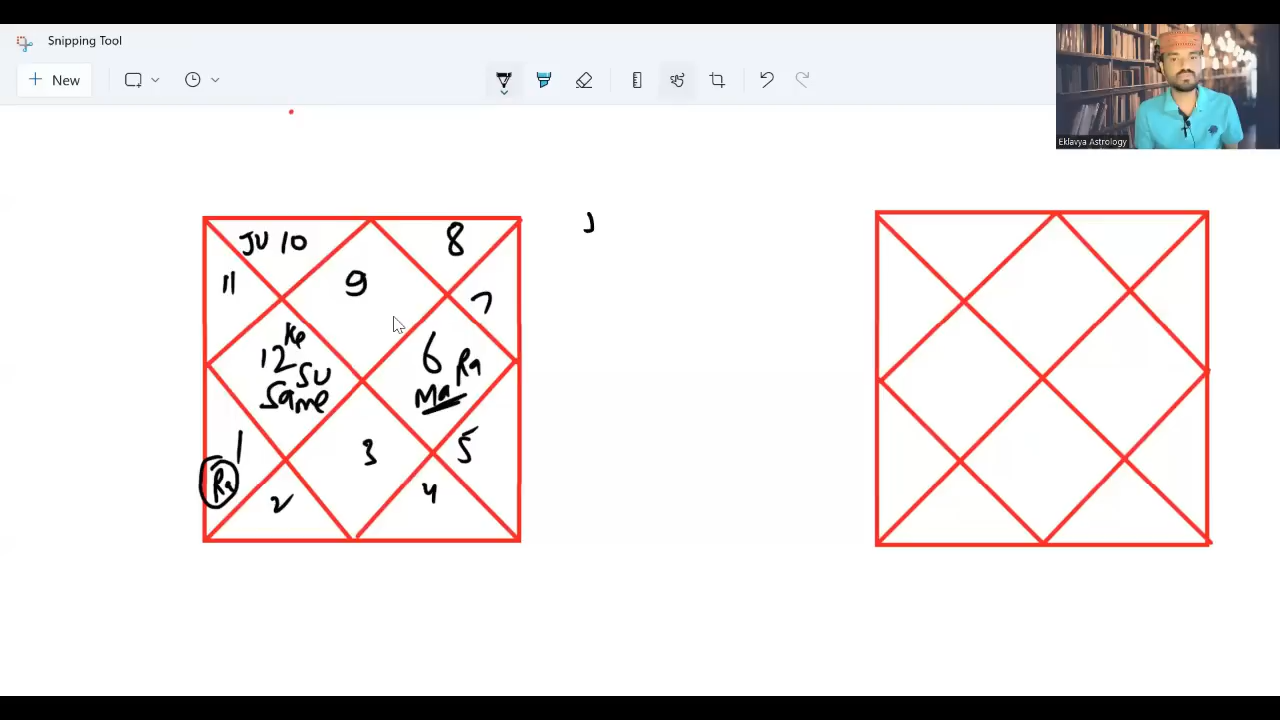 Snipping Tool
New
JU 10
8
11
9
7
12 Ke
SU
Same
6 Ra
Ma
1
Ra
2
3
5
4
Eklavya Astrology